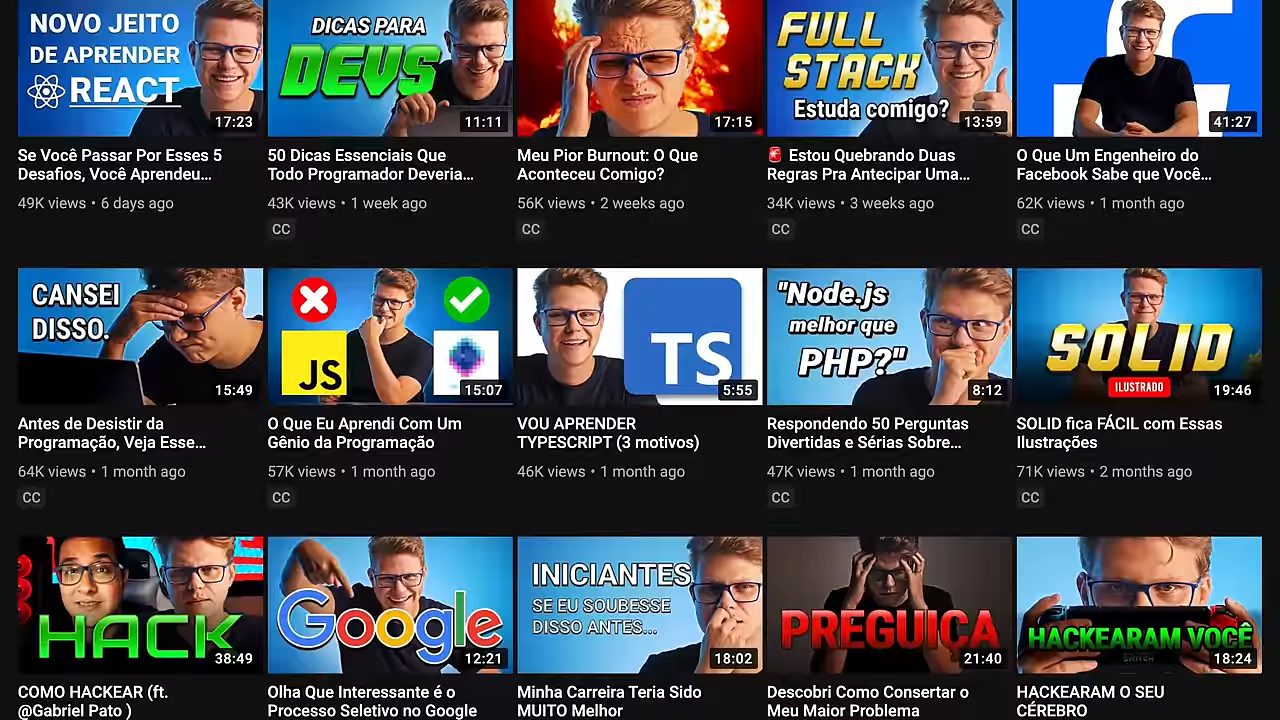 NOVO JEITO
DE APRENDER
REACT
17:23
DICAS PARA
DEVS
11:11
17:15
FULL
STACK
Estuda comigo?
13:59
41:27
Se Você Passar Por Esses 5
Desafios, Você Aprendeu...
49K views • 6 days ago
50 Dicas Essenciais Que
Todo Programador Deveria...
43K views • 1 week ago
CC
Meu Pior Burnout: O Que
Aconteceu Comigo?
56K views • 2 weeks ago
CC
🚨 Estou Quebrando Duas
Regras Pra Antecipar Uma...
34K views • 3 weeks ago
CC
O Que Um Engenheiro do
Facebook Sabe que Você...
62K views • 1 month ago
CC
CANSEI
DISSO.
15:49
JS
15:07
TS
5:55
"Node.js
melhor que
PHP?"
8:12
SOLID
ILUSTRADO
19:46
Antes de Desistir da
Programação, Veja Esse...
64K views • 1 month ago
CC
O Que Eu Aprendi Com Um
Gênio da Programação
57K views • 1 month ago
CC
VOU APRENDER
TYPESCRIPT (3 motivos)
46K views • 1 month ago
Respondendo 50 Perguntas
Divertidas e Sérias Sobre...
47K views • 1 month ago
CC
SOLID fica FÁCIL com Essas
Ilustrações
71K views • 2 months ago
CC
HACK
38:49
Google
12:21
INICIANTES
SE EU SOUBESSE
DISSO ANTES...
18:02
PREGUIÇA
21:40
HACKEARAM VOCÊ
SWITCH
18:24
COMO HACKEAR (ft.
@Gabriel Pato )
Olha Que Interessante é o
Processo Seletivo no Google
Minha Carreira Teria Sido
MUITO Melhor
Descobri Como Consertar o
Meu Maior Problema
HACKEARAM O SEU
CÉREBRO